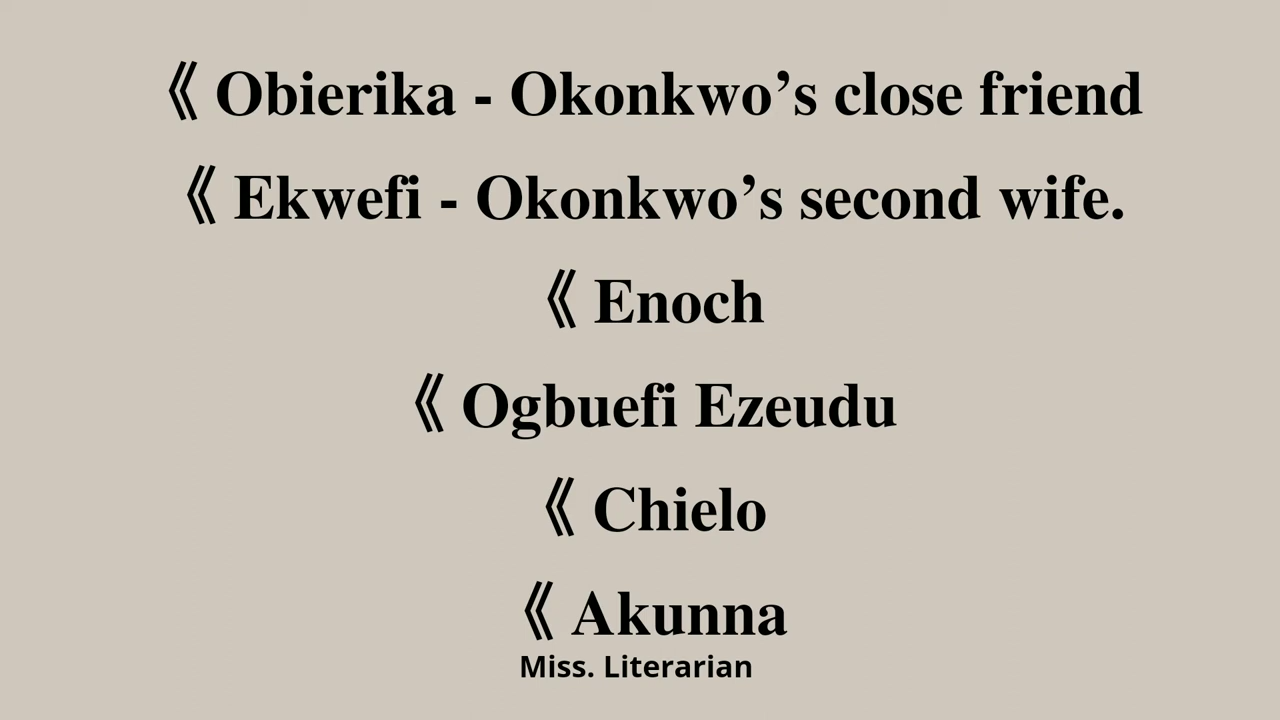 《 Obierika - Okonkwo’s close friend
《 Ekwefi - Okonkwo’s second wife.
《 Enoch
《 Ogbuefi Ezeudu
《 Chielo
《 Akunna
Miss. Literarian